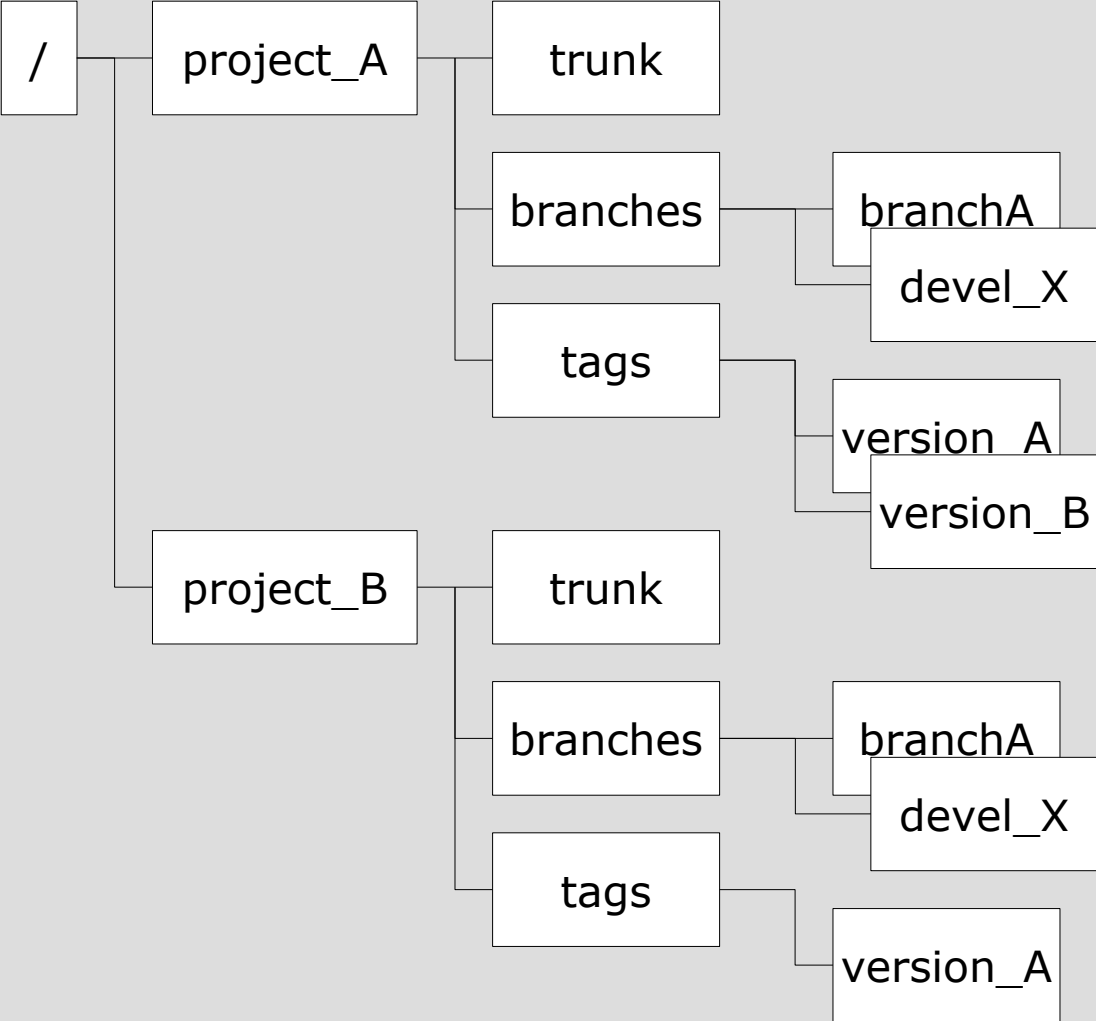 /
project_A
trunk
branches
branchA
devel_X
tags
version_A
version_B
project_B
trunk
branches
branchA
devel_X
tags
version_A